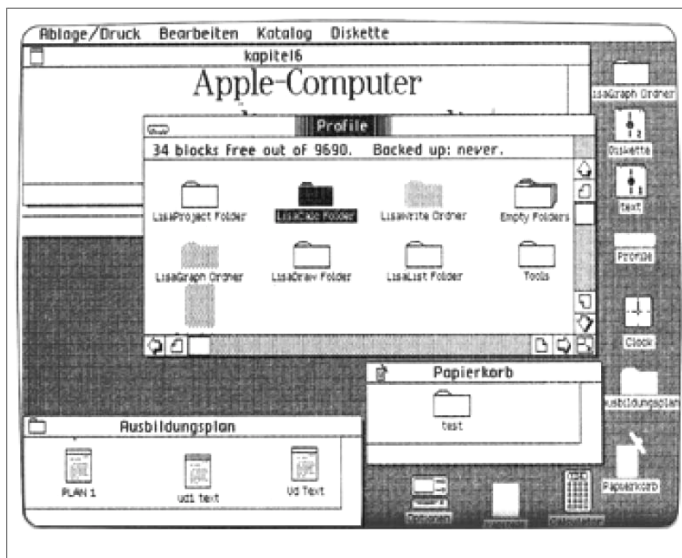 Ablage/Druck Bearbeiten Katalog Diskette
kapitel6
Apple-Computer
Profile
34 blocks free out of 9690. Backed up: never.
LisaProject Folder LisaCalc Folder LisaWrite Ordner Empty Folders
LisaGraph Ordner LisaDraw Folder LisaList Folder Tools
LisaGraph Ordner
Diskette
text
Profile
Clock
Ausbildungsplan
Papierkorb
Papierkorb
test
Ausbildungsplan
PLAN 1 ud1 text Ud Text
Optionen Calculator